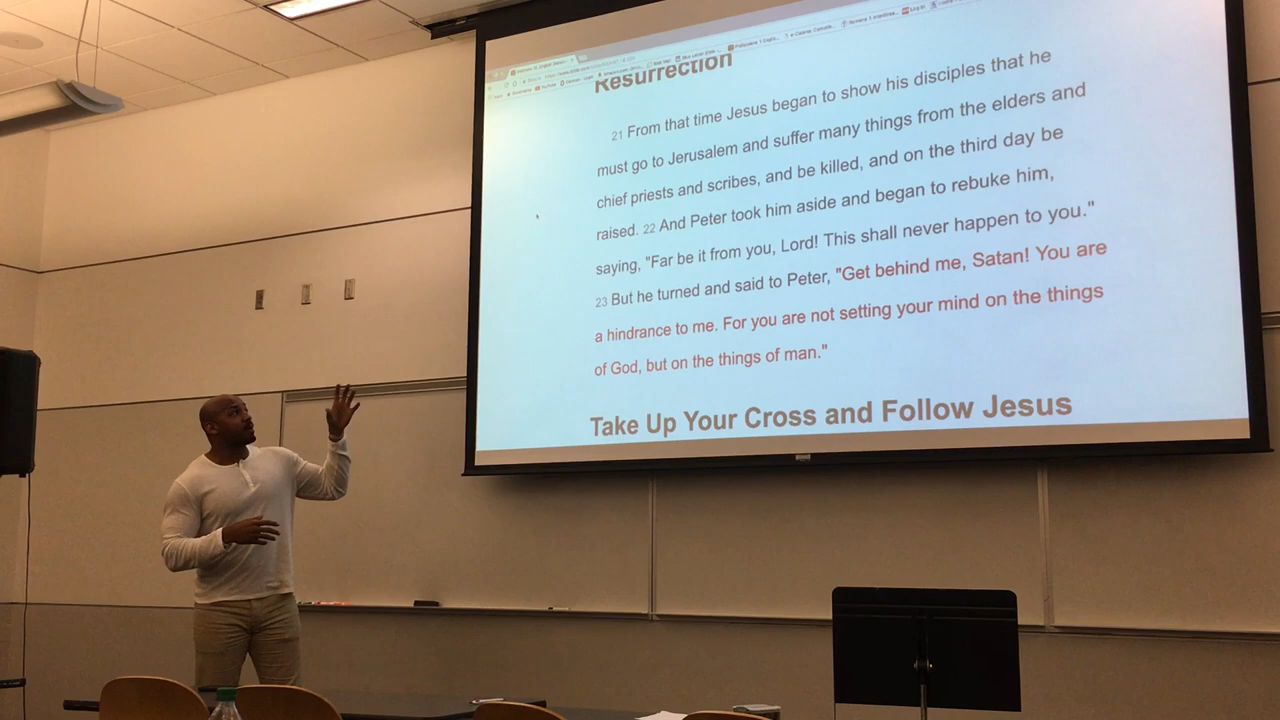 Resurrection
21 From that time Jesus began to show his disciples that he
must go to Jerusalem and suffer many things from the elders and
chief priests and scribes, and be killed, and on the third day be
raised. 22 And Peter took him aside and began to rebuke him,
saying, "Far be it from you, Lord! This shall never happen to you."
23 But he turned and said to Peter, "Get behind me, Satan! You are
a hindrance to me. For you are not setting your mind on the things
of God, but on the things of man."
Take Up Your Cross and Follow Jesus